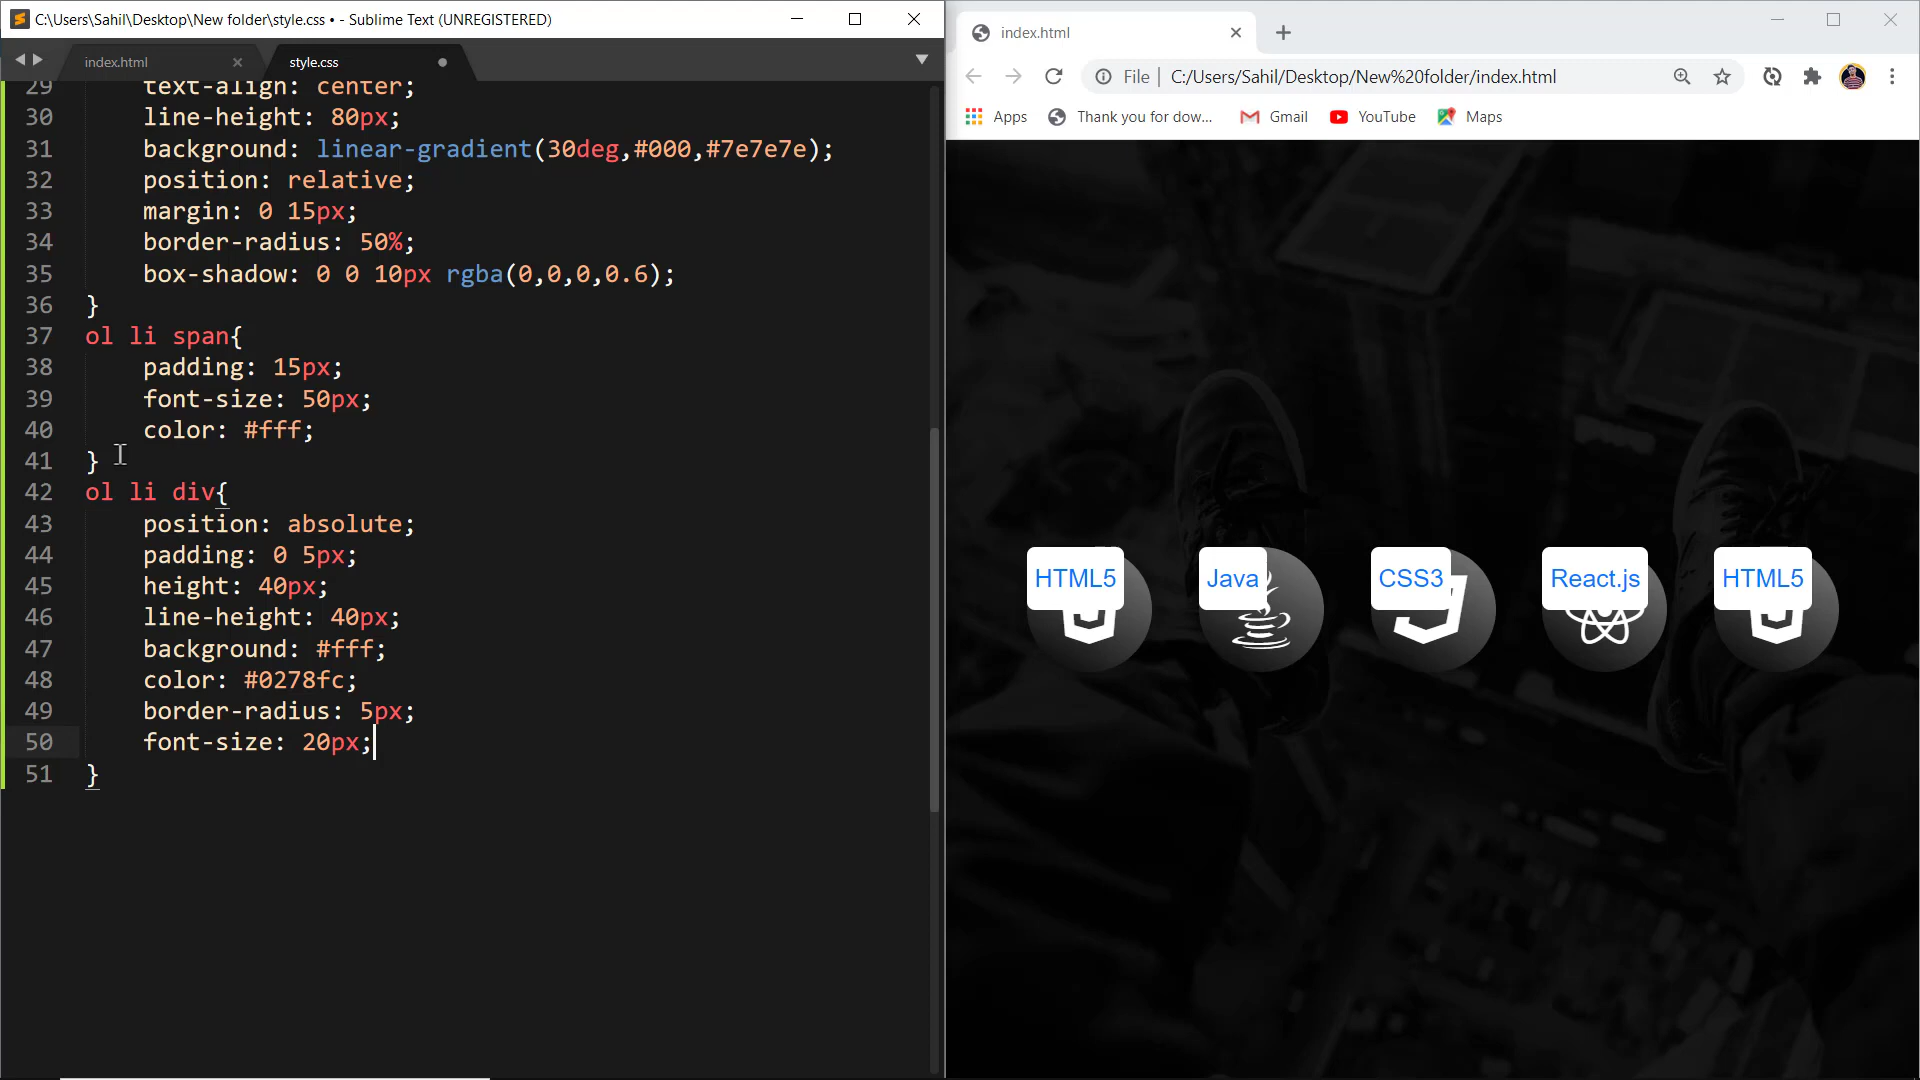 C:\Users\Sahil\Desktop\New folder\style.css • - Sublime Text (UNREGISTERED)
index.html
style.css
29 text-align: center;
30 line-height: 80px;
31 background: linear-gradient(30deg,#000,#7e7e7e);
32 position: relative;
33 margin: 0 15px;
34 border-radius: 50%;
35 box-shadow: 0 0 10px rgba(0,0,0,0.6);
36 }
37 ol li span{
38 padding: 15px;
39 font-size: 50px;
40 color: #fff;
41 }
42 ol li div{
43 position: absolute;
44 padding: 0 5px;
45 height: 40px;
46 line-height: 40px;
47 background: #fff;
48 color: #0278fc;
49 border-radius: 5px;
50 font-size: 20px;
51 }
index.html
File | C:/Users/Sahil/Desktop/New%20folder/index.html
Apps
Thank you for dow...
Gmail
YouTube
Maps
HTML5
Java
CSS3
React.js
HTML5